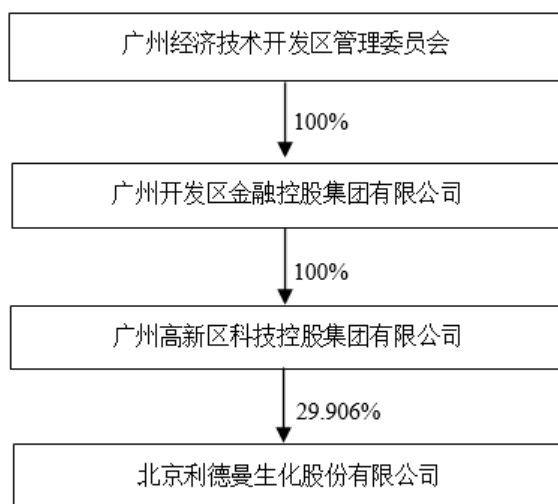 广州经济技术开发区管理委员会
100%
广州开发区金融控股集团有限公司
100%
广州高新区科技控股集团有限公司
29.906%
北京利德曼生化股份有限公司